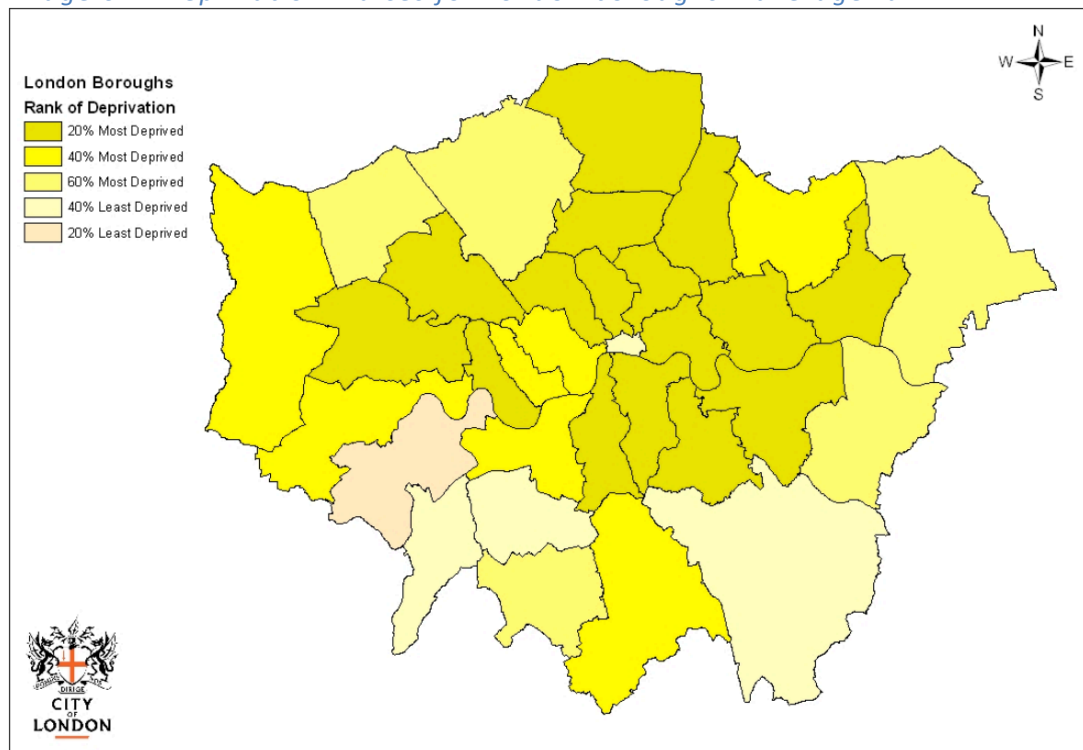 London Boroughs
Rank of Deprivation
20% Most Deprived
40% Most Deprived
60% Most Deprived
40% Least Deprived
20% Least Deprived
N
W E
S
DIRIGE
CITY
OF
LONDON